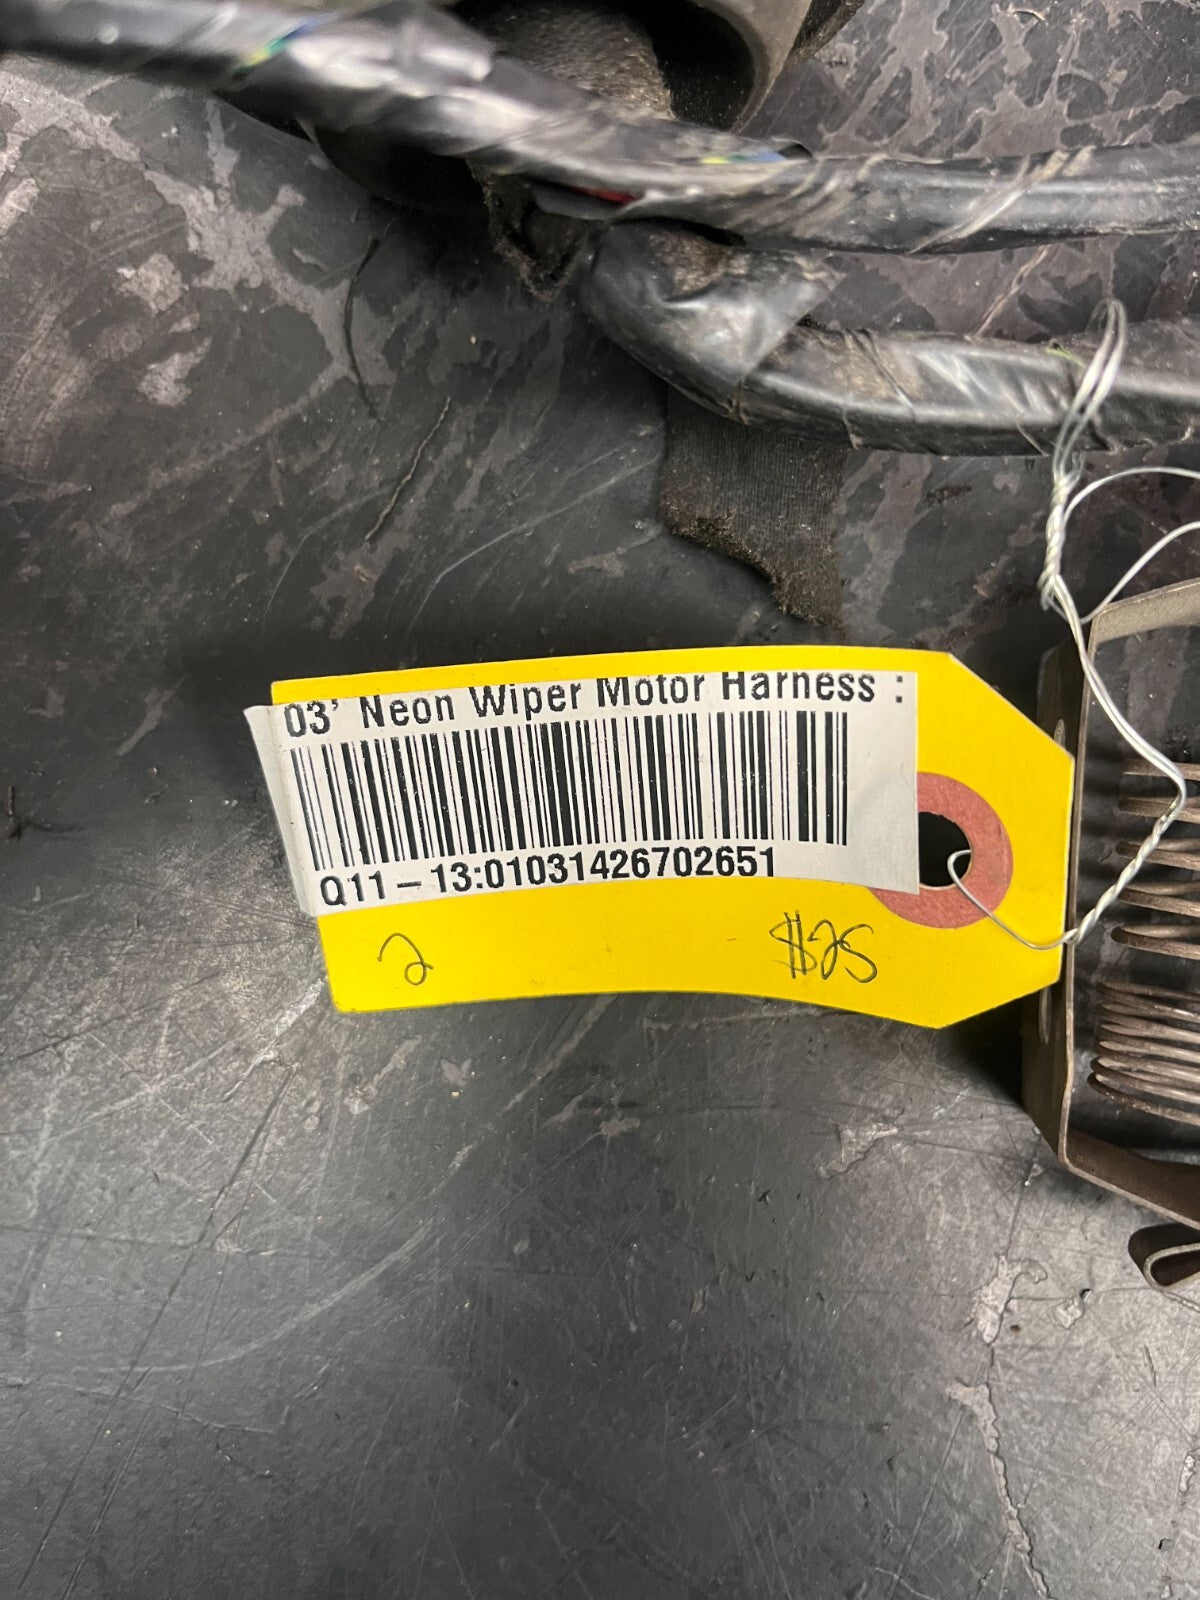 03' Neon Wiper Motor Harness :
Q11 – 13:01031426702651
2 $25